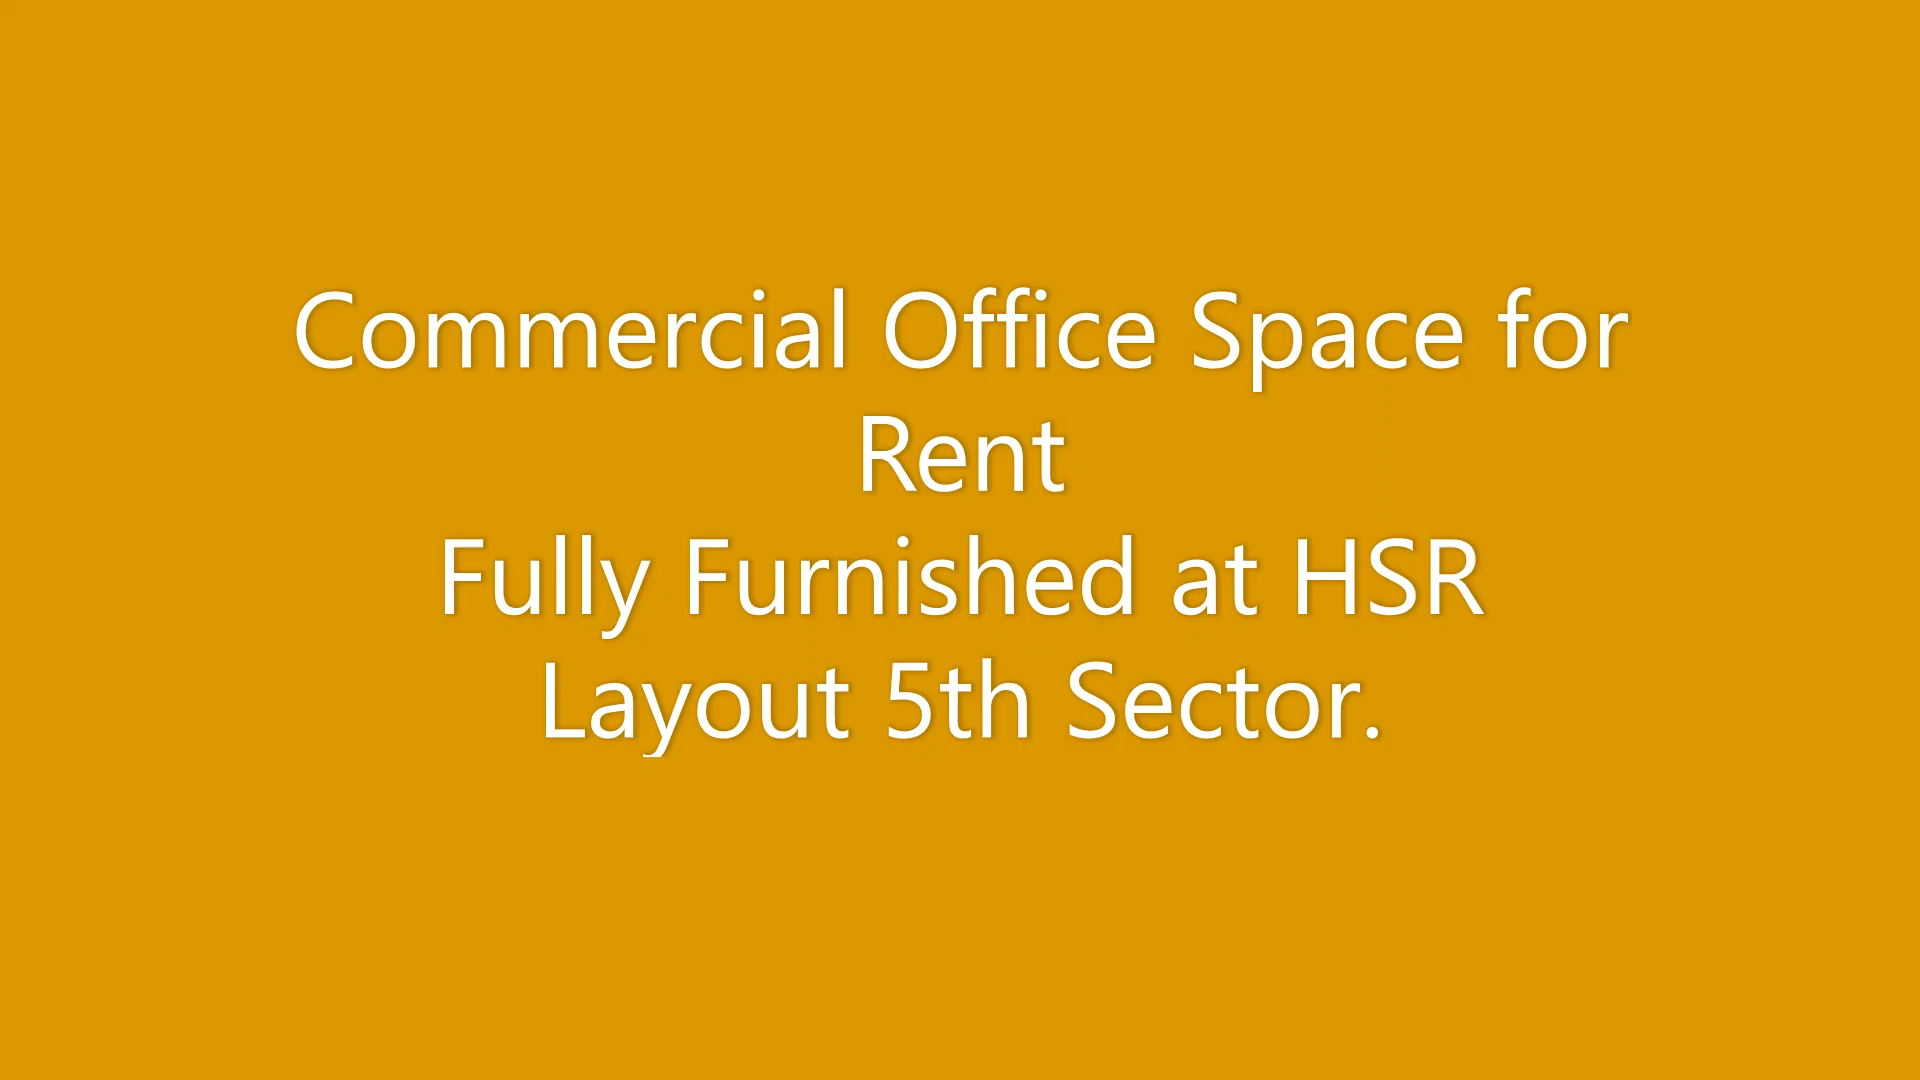 Commercial Office Space for
Rent
Fully Furnished at HSR
Layout 5th Sector.